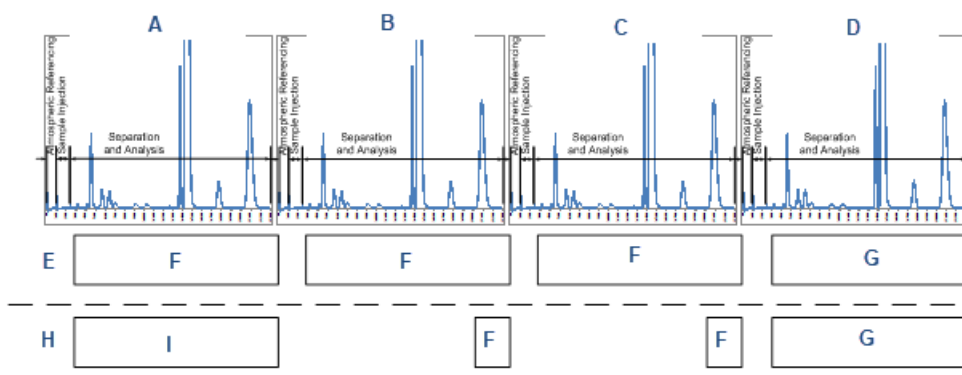 A B C D
Atmospheric Referencing
Sample Injection
Separation
and Analysis
Atmospheric Referencing
Sample Injection
Separation
and Analysis
Atmospheric Referencing
Sample Injection
Separation
and Analysis
Atmospheric Referencing
Sample Injection
Separation
and Analysis
E F F F G
H I F F G